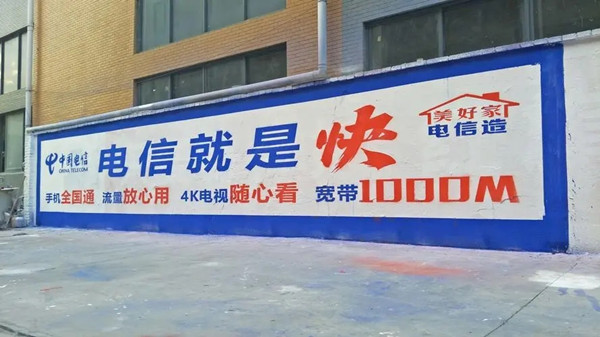 中国电信
CHINA TELECOM
电信就是快
美好家
电信造
手机全国通 流量放心用 4K电视随心看 宽带1000M